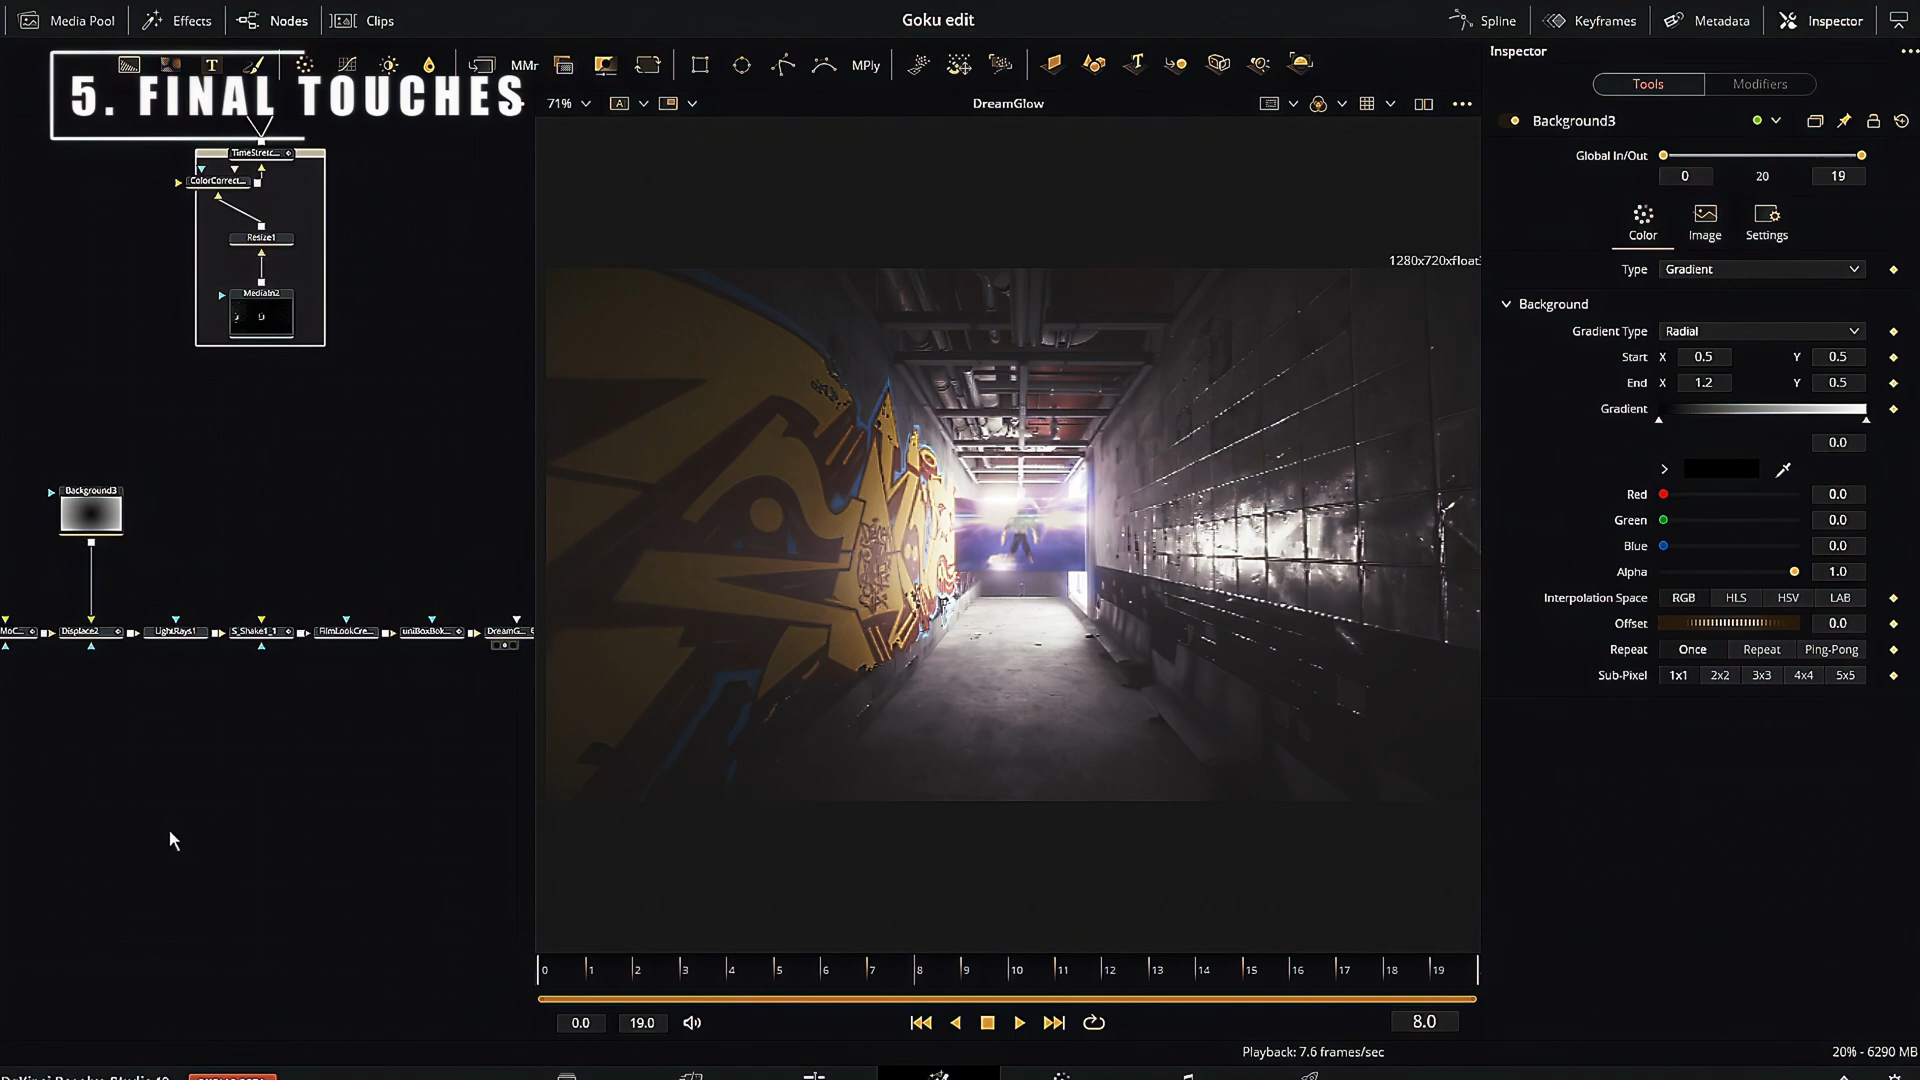 Media Pool
Effects
Nodes
Clips
Goku edit
Spline
Keyframes
Metadata
Inspector
5. FINAL TOUCHES
T
MMr
MPly
T
Inspector
Tools
Modifiers
71%
A
DreamGlow
Background3
Global In/Out
0
20
19
TimeStretc...
ColorCorrect...
Resize1
MediaIn2
Color
Image
Settings
1280x720xfloat
Type
Gradient
Background
Gradient Type
Radial
Start
X
0.5
Y
0.5
End
X
1.2
Y
0.5
Gradient
0.0
Red
0.0
Green
0.0
Blue
0.0
Alpha
1.0
Interpolation Space
RGB
HLS
HSV
LAB
Offset
0.0
Repeat
Once
Repeat
Ping-Pong
Sub-Pixel
1x1
2x2
3x3
4x4
5x5
Background3
MoC...
Displace2
LightRays1
S_Shake1_1
FilmLookCre...
uniBoxBok...
DreamG...
0
1
2
3
4
5
6
7
8
9
10
11
12
13
14
15
16
17
18
19
0.0
19.0
8.0
Playback: 7.6 frames/sec
20% - 6290 MB